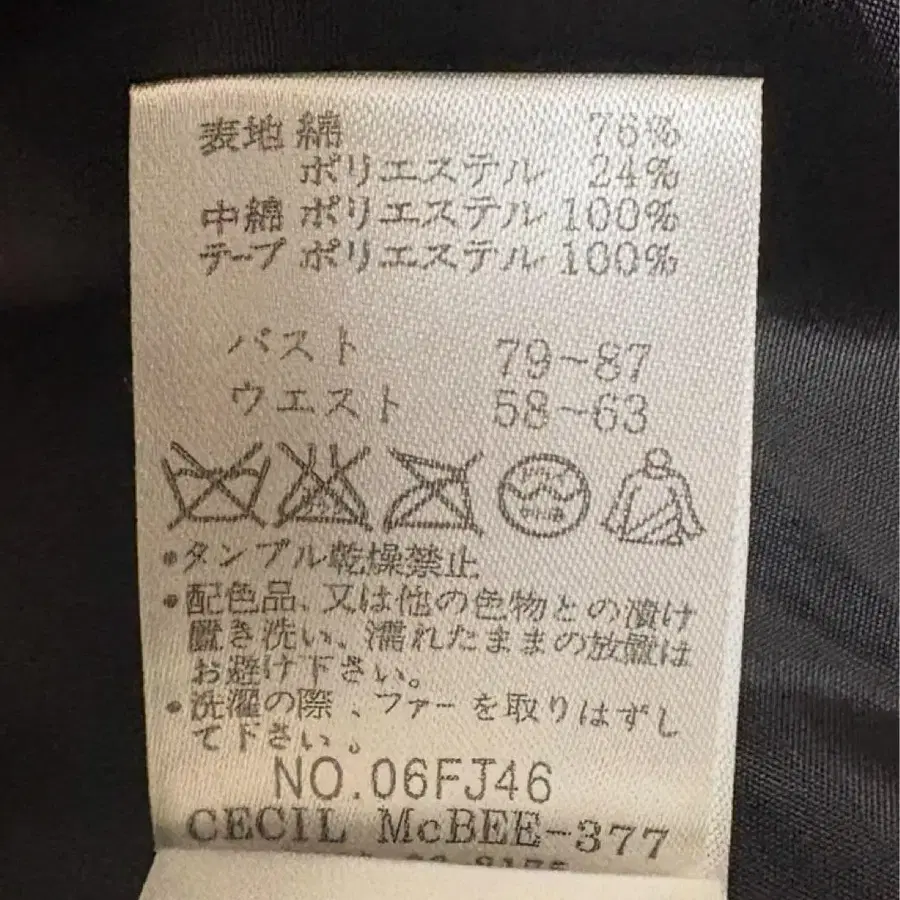 表地 綿 76%
ポリエステル 24%
中綿 ポリエステル 100%
テープ ポリエステル 100%
バスト 79~87
ウエスト 58~63
•タンブル乾燥禁止
•配色品、又は他の色物との漬け
置き洗い、濡れたままの放置は
お避け下さい。
•洗濯の際、ファーを取りはずし
て下さい。
NO.06FJ46
CECIL McBEE-377